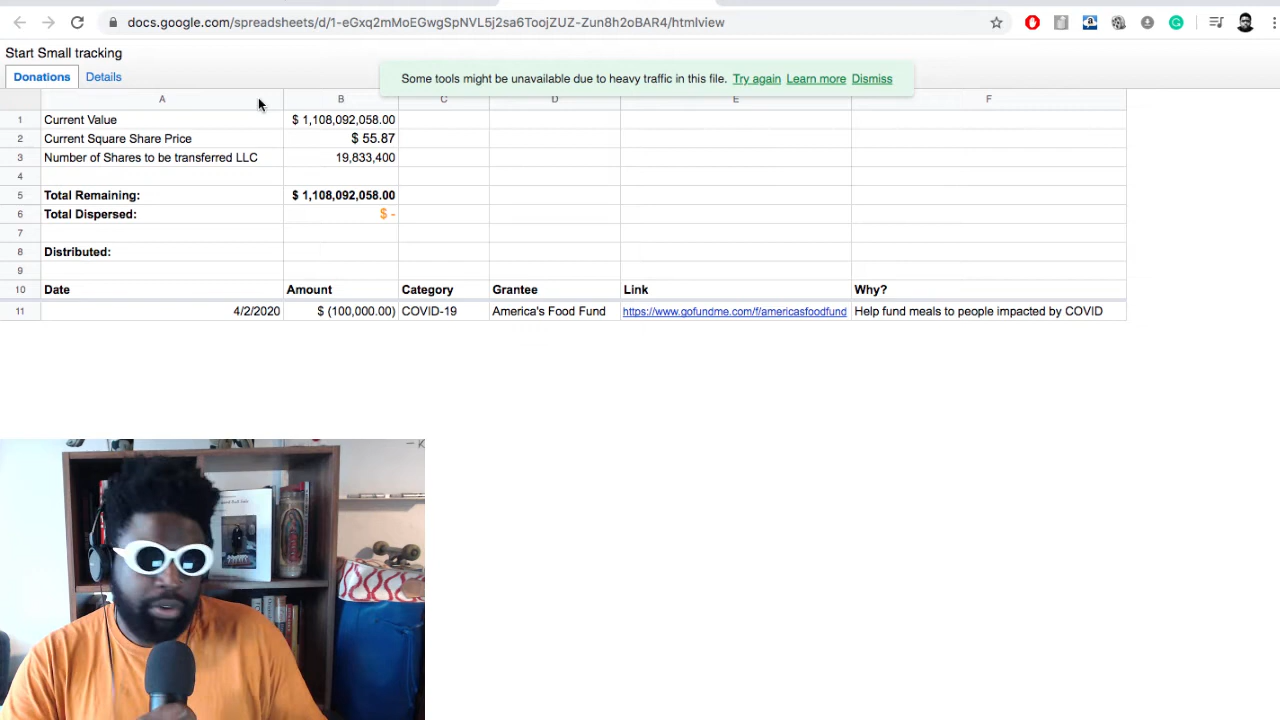 docs.google.com/spreadsheets/d/1-eGxq2mMoEGwgSpNVL5j2sa6ToojZUZ-Zun8h2oBAR4/htmlview
Start Small tracking
Donations Details
Some tools might be unavailable due to heavy traffic in this file. Try again Learn more Dismiss
A B C D E F
1 Current Value $ 1,108,092,058.00
2 Current Square Share Price $ 55.87
3 Number of Shares to be transferred LLC 19,833,400
4
5 Total Remaining: $ 1,108,092,058.00
6 Total Dispersed: $ -
7
8 Distributed:
9
10 Date Amount Category Grantee Link Why?
11 4/2/2020 $ (100,000.00) COVID-19 America's Food Fund https://www.gofundme.com/f/americasfoodfund Help fund meals to people impacted by COVID